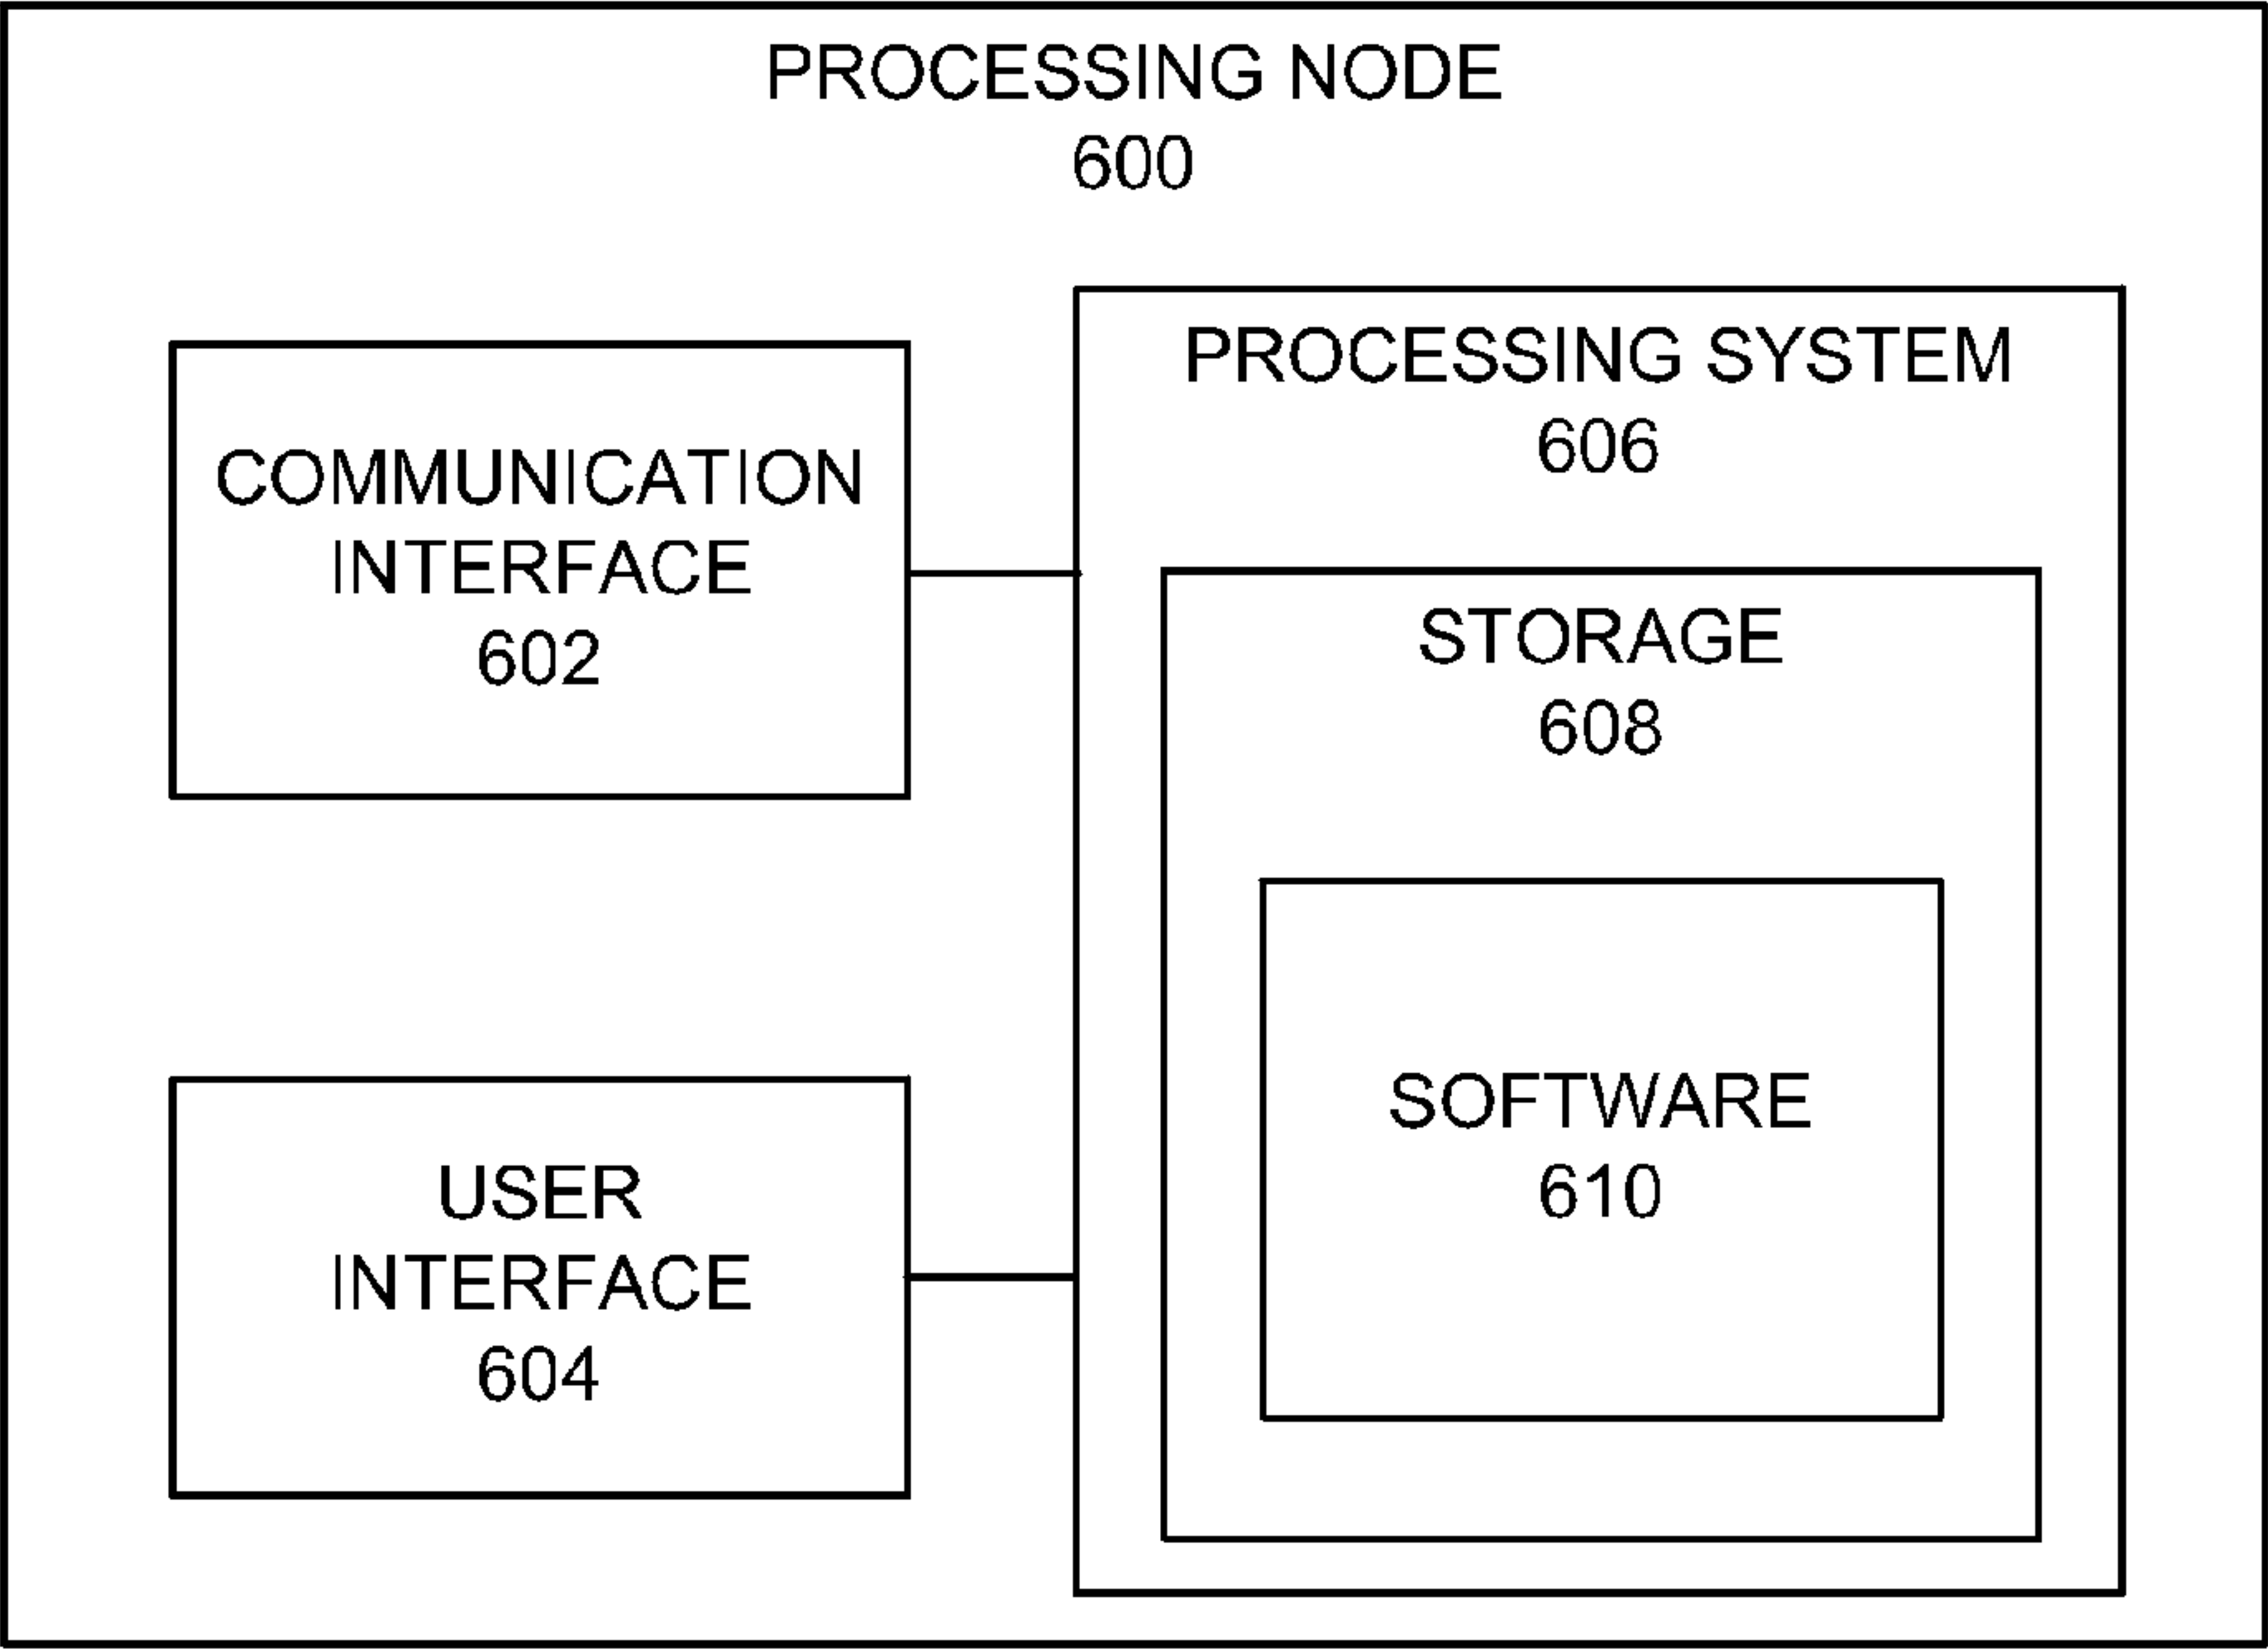 PROCESSING NODE
600
COMMUNICATION
INTERFACE
602
USER
INTERFACE
604
PROCESSING SYSTEM
606
STORAGE
608
SOFTWARE
610